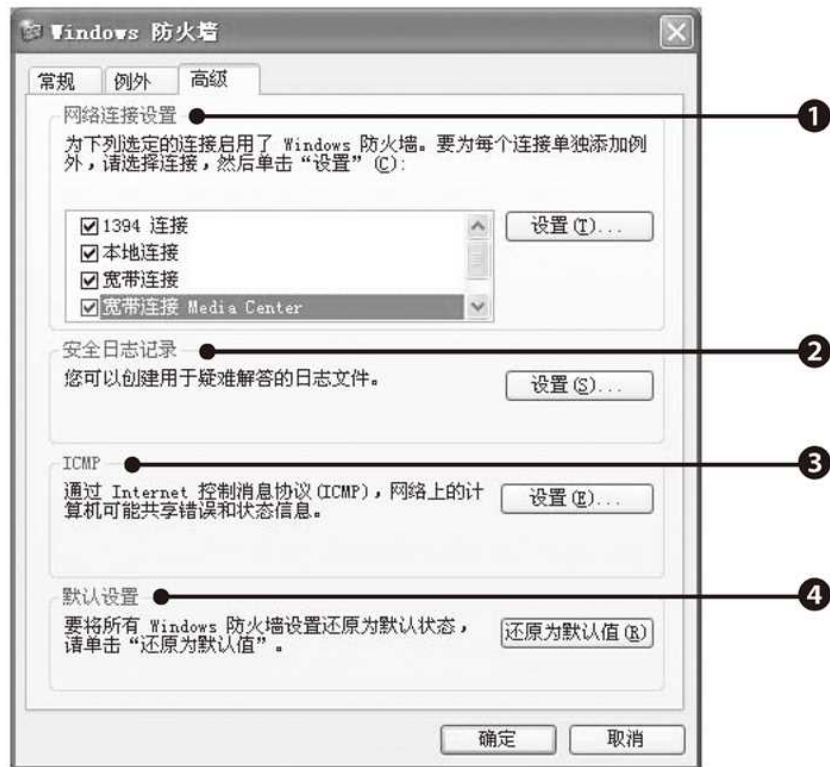 Windows 防火墙
常规 例外 高级
网络连接设置 ❶
为下列选定的连接启用了 Windows 防火墙。要为每个连接单独添加例
外，请选择连接，然后单击“设置”(C):
1394 连接 设置(T)...
本地连接
宽带连接
宽带连接 Media Center
安全日志记录 ❷
您可以创建用于疑难解答的日志文件。 设置(S)...
ICMP ❸
通过 Internet 控制消息协议(ICMP)，网络上的计
算机可能共享错误和状态信息。 设置(E)...
默认设置 ❹
要将所有 Windows 防火墙设置还原为默认状态，
请单击“还原为默认值”。 还原为默认值(R)
确定 取消